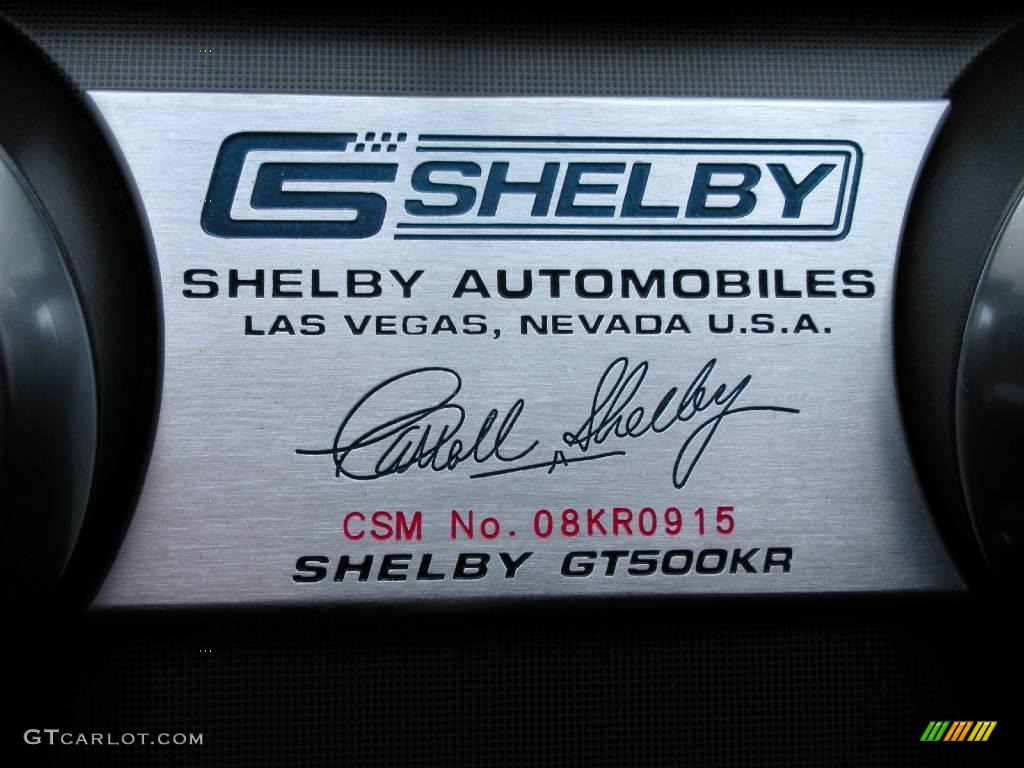 CS SHELBY
SHELBY AUTOMOBILES
LAS VEGAS, NEVADA U.S.A.
Carroll Shelby
CSM No. 08KR0915
SHELBY GT500KR
GTCARLOT.COM